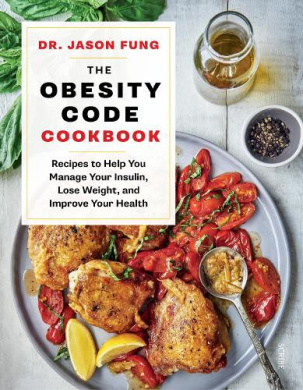 DR. JASON FUNG
THE
OBESITY
CODE
COOKBOOK
Recipes to Help You
Manage Your Insulin,
Lose Weight, and
Improve Your Health
SCRIBE